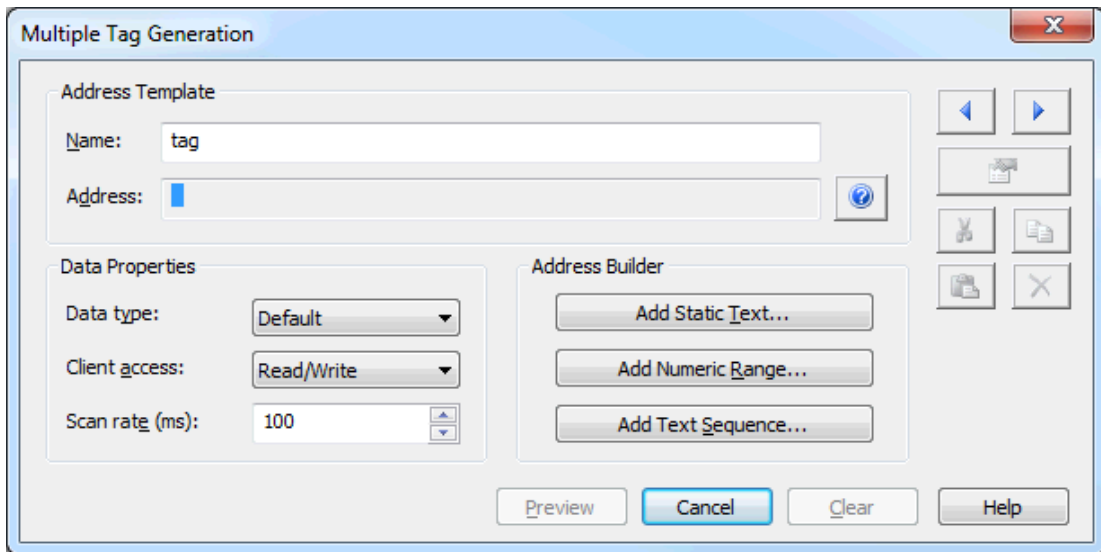 Multiple Tag Generation
Address Template
Name: tag
Address:
Data Properties
Data type: Default
Client access: Read/Write
Scan rate (ms): 100
Address Builder
Add Static Text...
Add Numeric Range...
Add Text Sequence...
Preview Cancel Clear Help